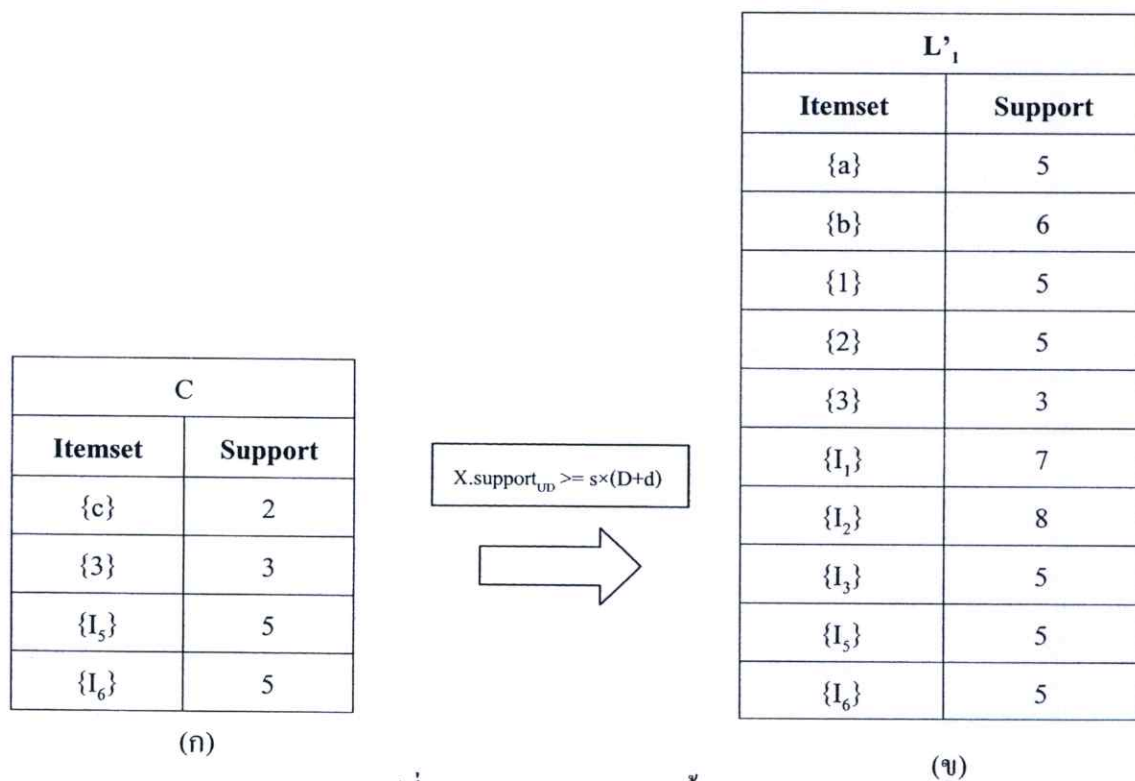 C
Itemset Support
{c} 2
{3} 3
{I₅} 5
{I₆} 5
(ก)
X.support_UD >= s×(D+d)
L’₁
Itemset Support
{a} 5
{b} 6
{1} 5
{2} 5
{3} 3
{I₁} 7
{I₂} 8
{I₃} 5
{I₅} 5
{I₆} 5
(ข)